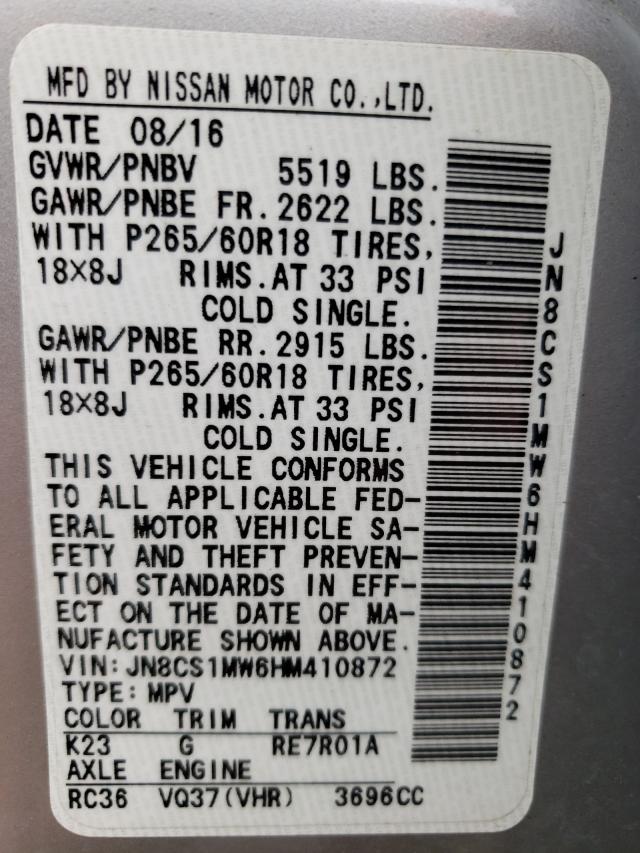 MFD BY NISSAN MOTOR CO.,LTD.
DATE 08/16
GVWR/PNBV 5519 LBS.
GAWR/PNBE FR.2622 LBS.
WITH P265/60R18 TIRES,
18×8J RIMS.AT 33 PSI
COLD SINGLE.
GAWR/PNBE RR.2915 LBS.
WITH P265/60R18 TIRES,
18×8J RIMS.AT 33 PSI
COLD SINGLE.
THIS VEHICLE CONFORMS
TO ALL APPLICABLE FED-
ERAL MOTOR VEHICLE SA-
FETY AND THEFT PREVEN-
TION STANDARDS IN EFF-
ECT ON THE DATE OF MA-
NUFACTURE SHOWN ABOVE.
VIN:JN8CS1MW6HM410872
TYPE:MPV
COLOR TRIM TRANS
K23 G RE7R01A
AXLE ENGINE
RC36 VQ37(VHR) 3696CC
JN8CS1MW6HM410872